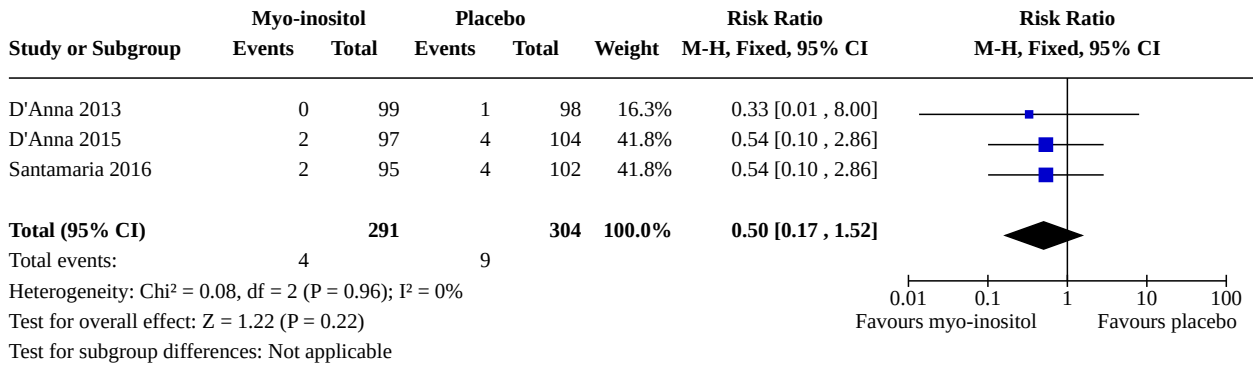 Myo-inositol Placebo Risk Ratio Risk Ratio
Study or Subgroup Events Total Events Total Weight M-H, Fixed, 95% CI M-H, Fixed, 95% CI
D'Anna 2013 0 99 1 98 16.3% 0.33 [0.01 , 8.00]
D'Anna 2015 2 97 4 104 41.8% 0.54 [0.10 , 2.86]
Santamaria 2016 2 95 4 102 41.8% 0.54 [0.10 , 2.86]
Total (95% CI) 291 304 100.0% 0.50 [0.17 , 1.52]
Total events: 4 9
Heterogeneity: Chi² = 0.08, df = 2 (P = 0.96); I² = 0%
0.01 0.1 1 10 100
Test for overall effect: Z = 1.22 (P = 0.22)
Favours myo-inositol Favours placebo
Test for subgroup differences: Not applicable